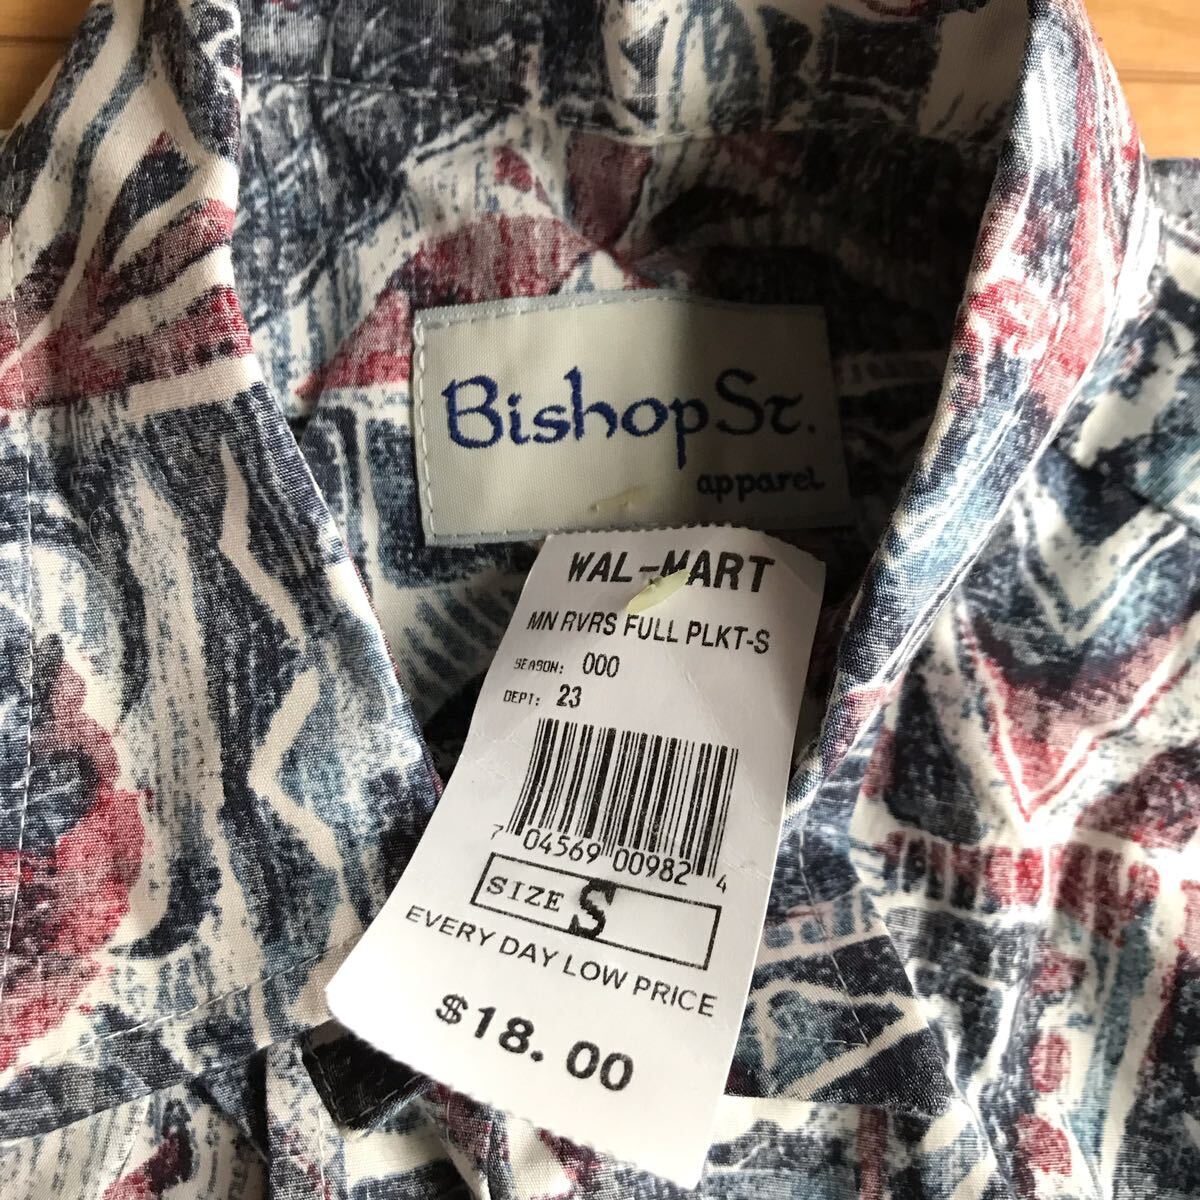 Bishop St.
apparel
WAL-MART
MN RVRS FULL PLKT-S
SEASON: 000
DEPT: 23
7 04569 00982 4
SIZE S
EVERY DAY LOW PRICE
$18.00